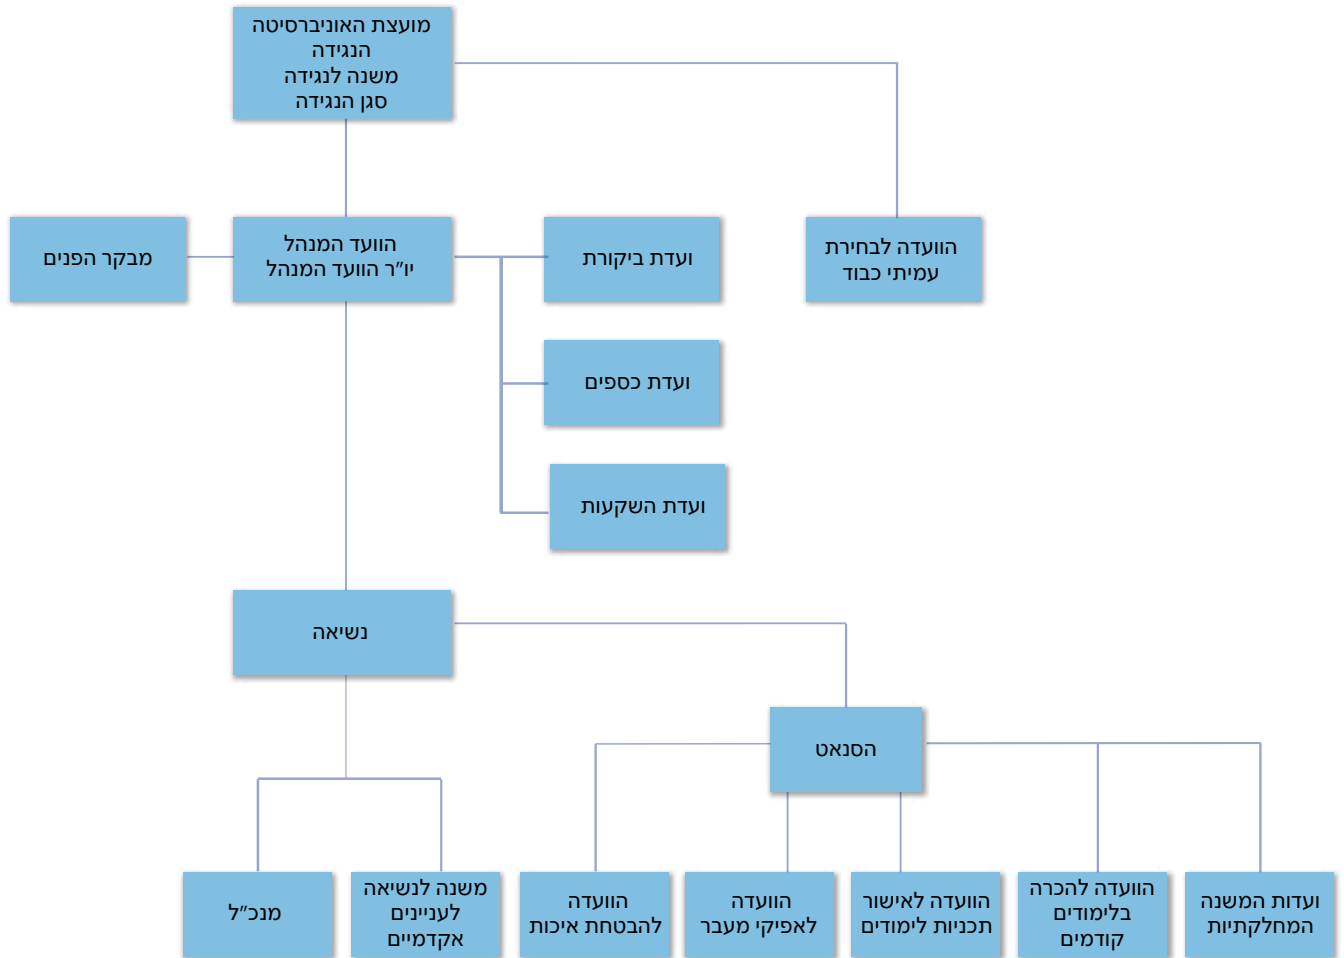 מועצת האוניברסיטה
הנגידה
משנה לנגידה
סגן הנגידה
הוועדה לבחירת
עמיתי כבוד
ועדת ביקורת
הוועד המנהל
יו"ר הוועד המנהל
מבקר הפנים
ועדת כספים
ועדת השקעות
נשיאה
הסנאט
ועדות המשנה
המחלקתיות
הוועדה להכרה
בלימודים
קודמים
הוועדה לאישור
תכניות לימודים
הוועדה
לאפיקי מעבר
הוועדה
להבטחת איכות
משנה לנשיאה
לעניינים
אקדמיים
מנכ"ל